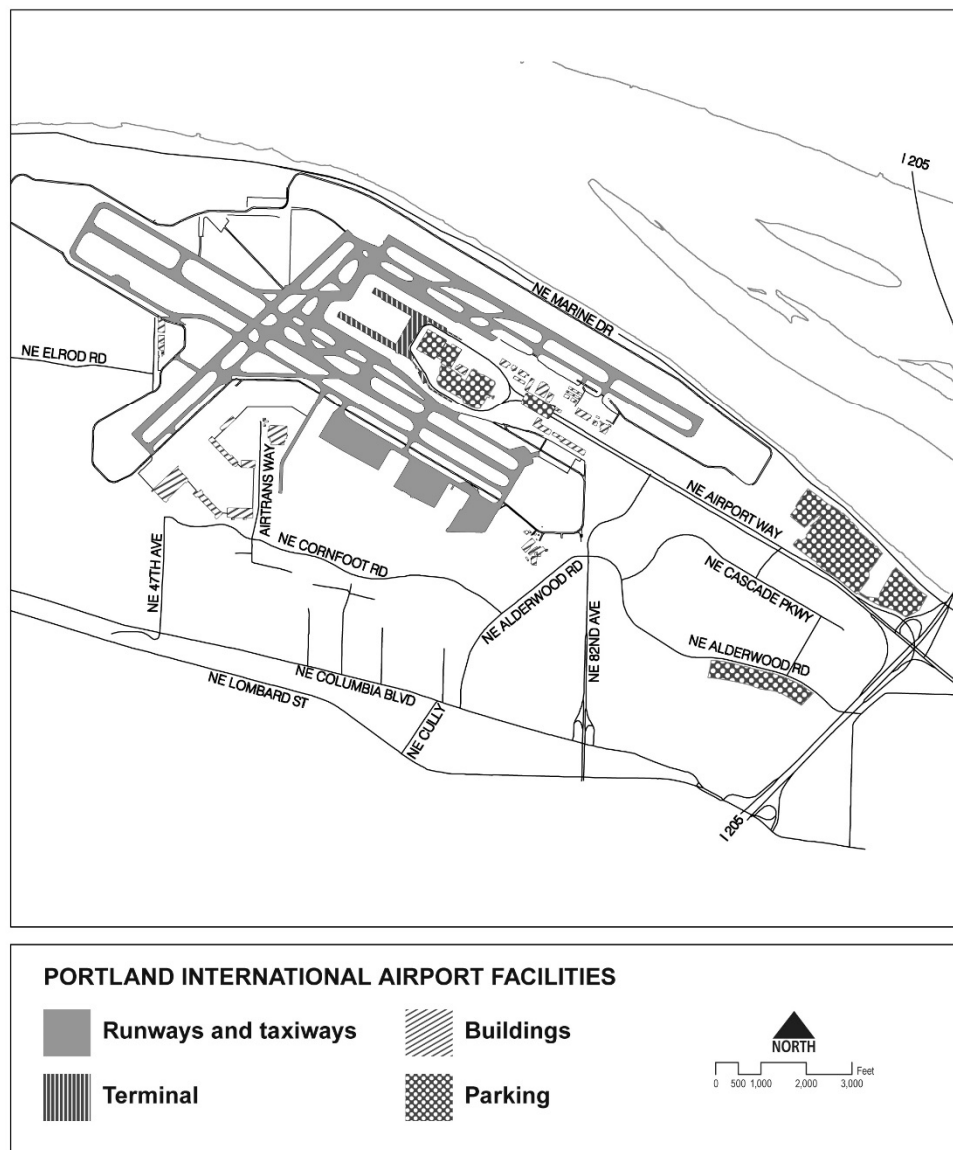 I 205
NE MARINE DR
NE ELROD RD
AIRTRANS WAY
NE AIRPORT WAY
NE 47TH AVE
NE CORNFOOT RD
NE CASCADE PKWY
NE ALDERWOOD RD
NE 82ND AVE
NE ALDERWOOD RD
NE COLUMBIA BLVD
NE LOMBARD ST
NE CULLY
I 205
PORTLAND INTERNATIONAL AIRPORT FACILITIES
Runways and taxiways
Buildings
Terminal
Parking
NORTH
Feet
0 500 1,000 2,000 3,000